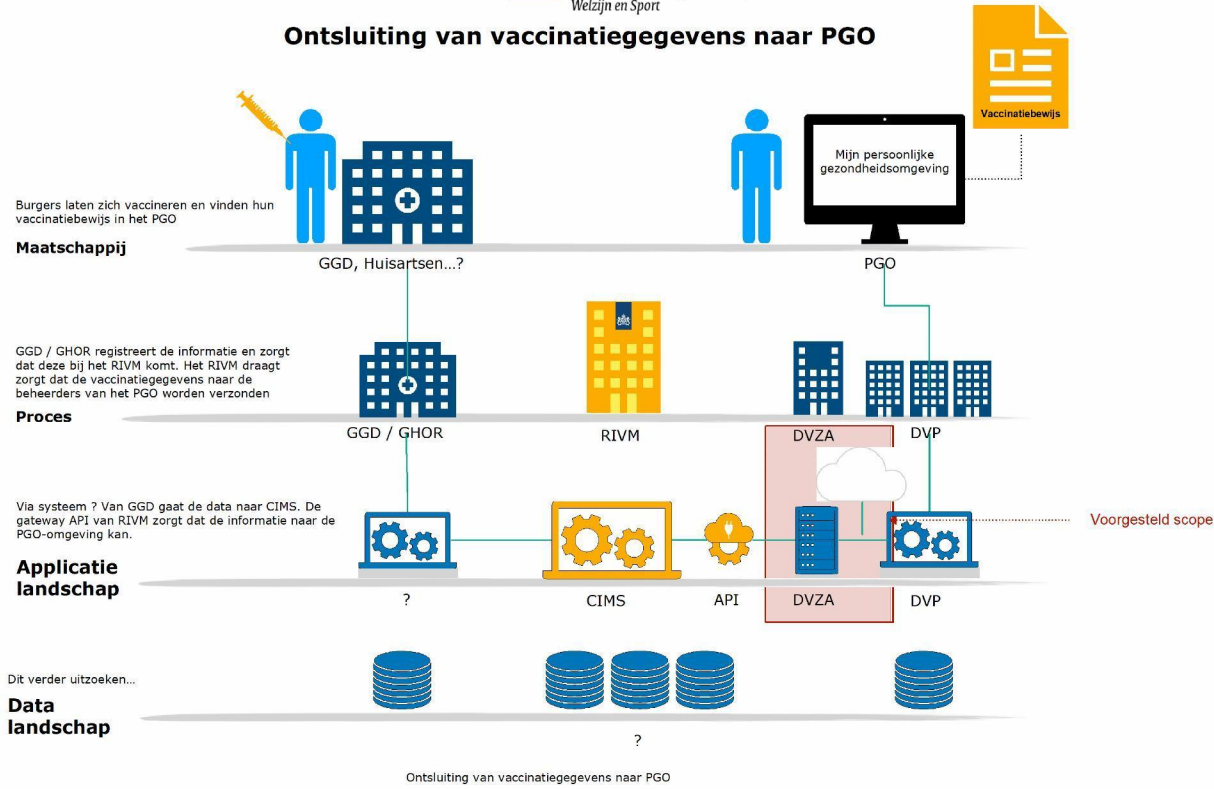 Welzijn en Sport
Ontsluiting van vaccinatiegegevens naar PGO
Vaccinatiebewijs
Mijn persoonlijke
gezondheidsomgeving
Burgers laten zich vaccineren en vinden hun
vaccinatiebewijs in het PGO
Maatschappij
GGD, Huisartsen...?
PGO
GGD / GHOR registreert de informatie en zorgt
dat deze bij het RIVM komt. Het RIVM draagt
zorgt dat de vaccinatiegegevens naar de
beheerders van het PGO worden verzonden
Proces
GGD / GHOR
RIVM
DVZA
DVP
Via systeem ? Van GGD gaat de data naar CIMS. De
gateway API van RIVM zorgt dat de informatie naar de
PGO-omgeving kan.
Voorgesteld scope
Applicatie
landschap
?
CIMS
API
DVZA
DVP
Dit verder uitzoeken...
Data
landschap
?
Ontsluiting van vaccinatiegegevens naar PGO